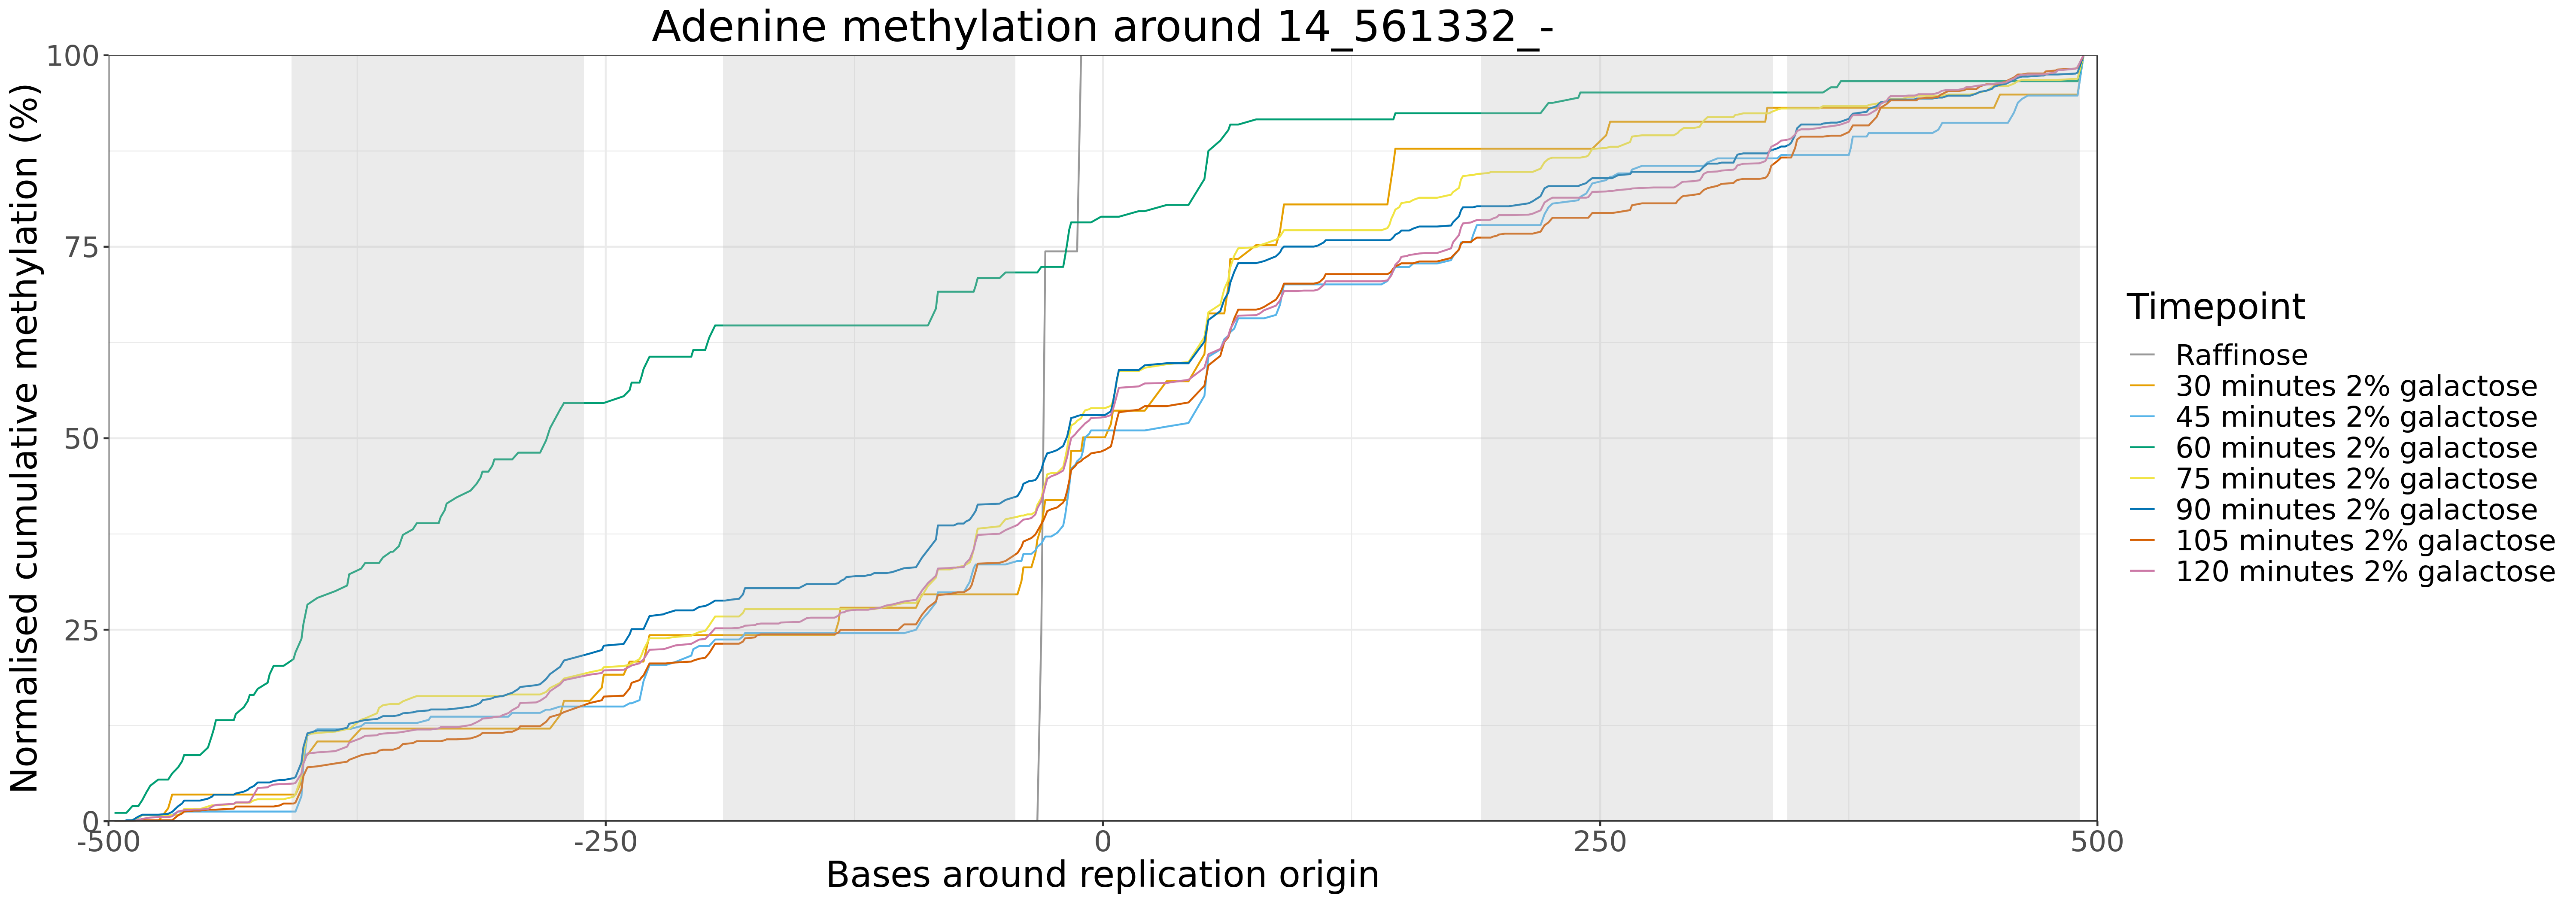 Adenine methylation around 14_561332_-
Normalised cumulative methylation (%)
100
75
50
25
0
-500
-250
0
250
500
Bases around replication origin
Timepoint
Raffinose
30 minutes 2% galactose
45 minutes 2% galactose
60 minutes 2% galactose
75 minutes 2% galactose
90 minutes 2% galactose
105 minutes 2% galactose
120 minutes 2% galactose